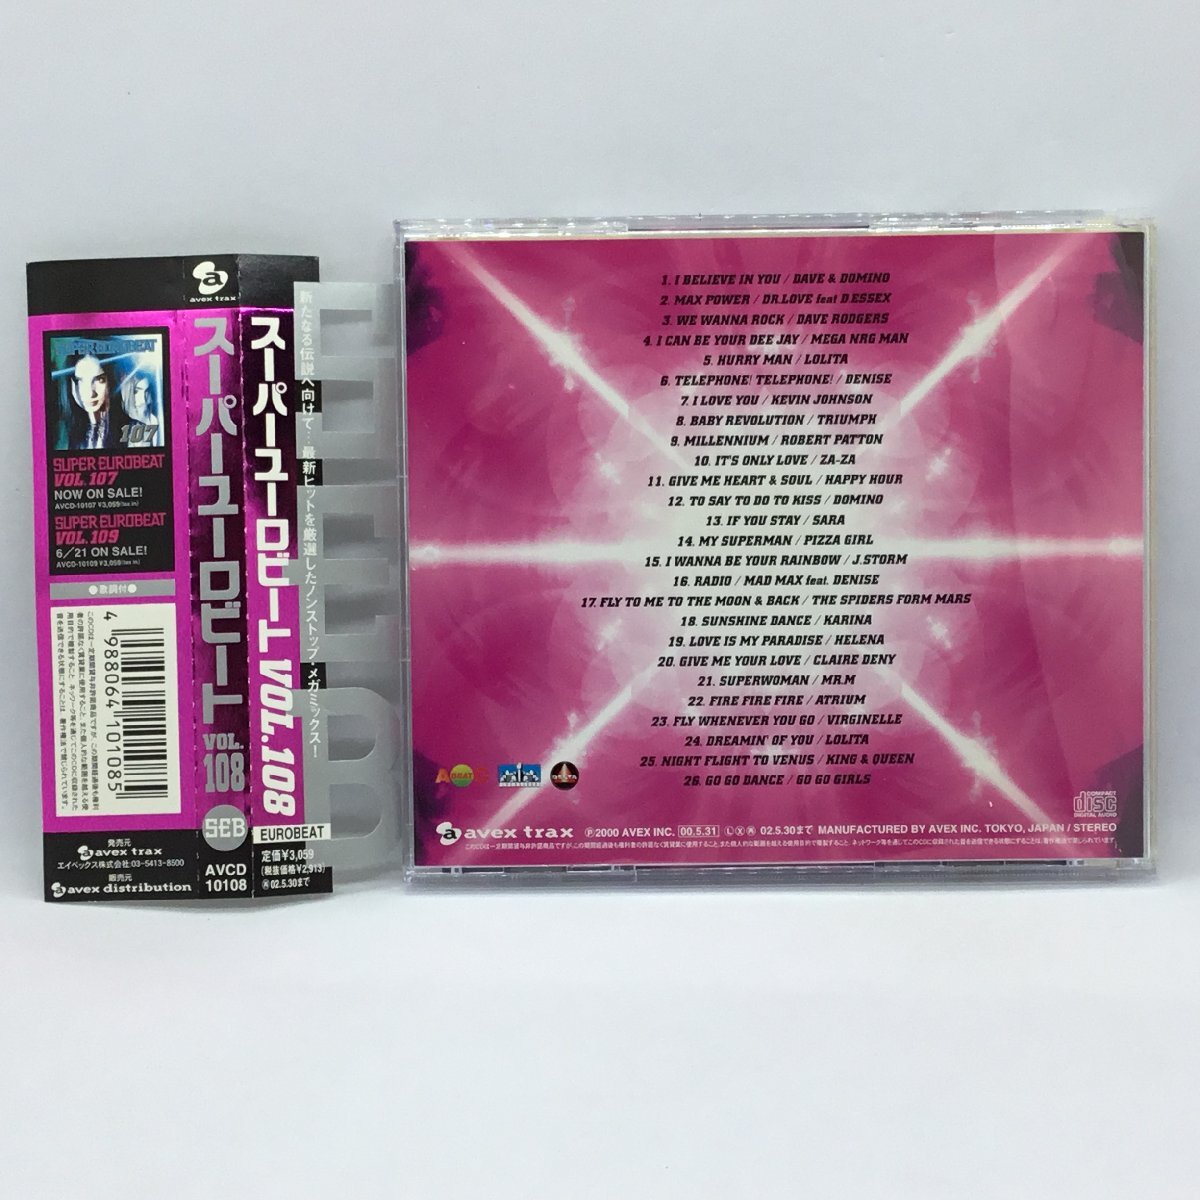 avex trax
SUPER EUROBEAT
107
SUPER EUROBEAT
VOL. 107
NOW ON SALE!
AVCD-10107 ¥3,059(tax in)
SUPER EUROBEAT
VOL. 109
6/21 ON SALE!
AVCD-10109 ¥3,059(tax in)
●歌詞付●
4 988064 101085
発売元
avex trax
エイベックス株式会社 03-5413-8500
販売元
avex distribution
スーパーユーロビート
VOL.
108
SEB
AVCD
10108
スーパーユーロビート VOL.108
EUROBEAT
定価¥3,059
(税抜価格¥2,913)
02.5.30まで
新たなる伝説へ向けて…最新ヒットを厳選したノンストップ・メガミックス!
1. I BELIEVE IN YOU / DAVE & DOMINO
2. MAX POWER / DR.LOVE feat D.ESSEX
3. WE WANNA ROCK / DAVE RODGERS
4. I CAN BE YOUR DEE JAY / MEGA NRG MAN
5. HURRY MAN / LOLITA
6. TELEPHONE! TELEPHONE! / DENISE
7. I LOVE YOU / KEVIN JOHNSON
8. BABY REVOLUTION / TRIUMPH
9. MILLENNIUM / ROBERT PATTON
10. IT'S ONLY LOVE / ZA-ZA
11. GIVE ME HEART & SOUL / HAPPY HOUR
12. TO SAY TO DO TO KISS / DOMINO
13. IF YOU STAY / SARA
14. MY SUPERMAN / PIZZA GIRL
15. I WANNA BE YOUR RAINBOW / J.STORM
16. RADIO / MAD MAX feat. DENISE
17. FLY TO ME TO THE MOON & BACK / THE SPIDERS FORM MARS
18. SUNSHINE DANCE / KARINA
19. LOVE IS MY PARADISE / HELENA
20. GIVE ME YOUR LOVE / CLAIRE DENY
21. SUPERWOMAN / MR.M
22. FIRE FIRE FIRE / ATRIUM
23. FLY WHENEVER YOU GO / VIRGINELLE
24. DREAMIN' OF YOU / LOLITA
25. NIGHT FLIGHT TO VENUS / KING & QUEEN
26. GO GO DANCE / GO GO GIRLS
DELTA
COMPACT
disc
DIGITAL AUDIO
avex trax ℗2000 AVEX INC. 00.5.31 02.5.30まで MANUFACTURED BY AVEX INC. TOKYO, JAPAN / STEREO